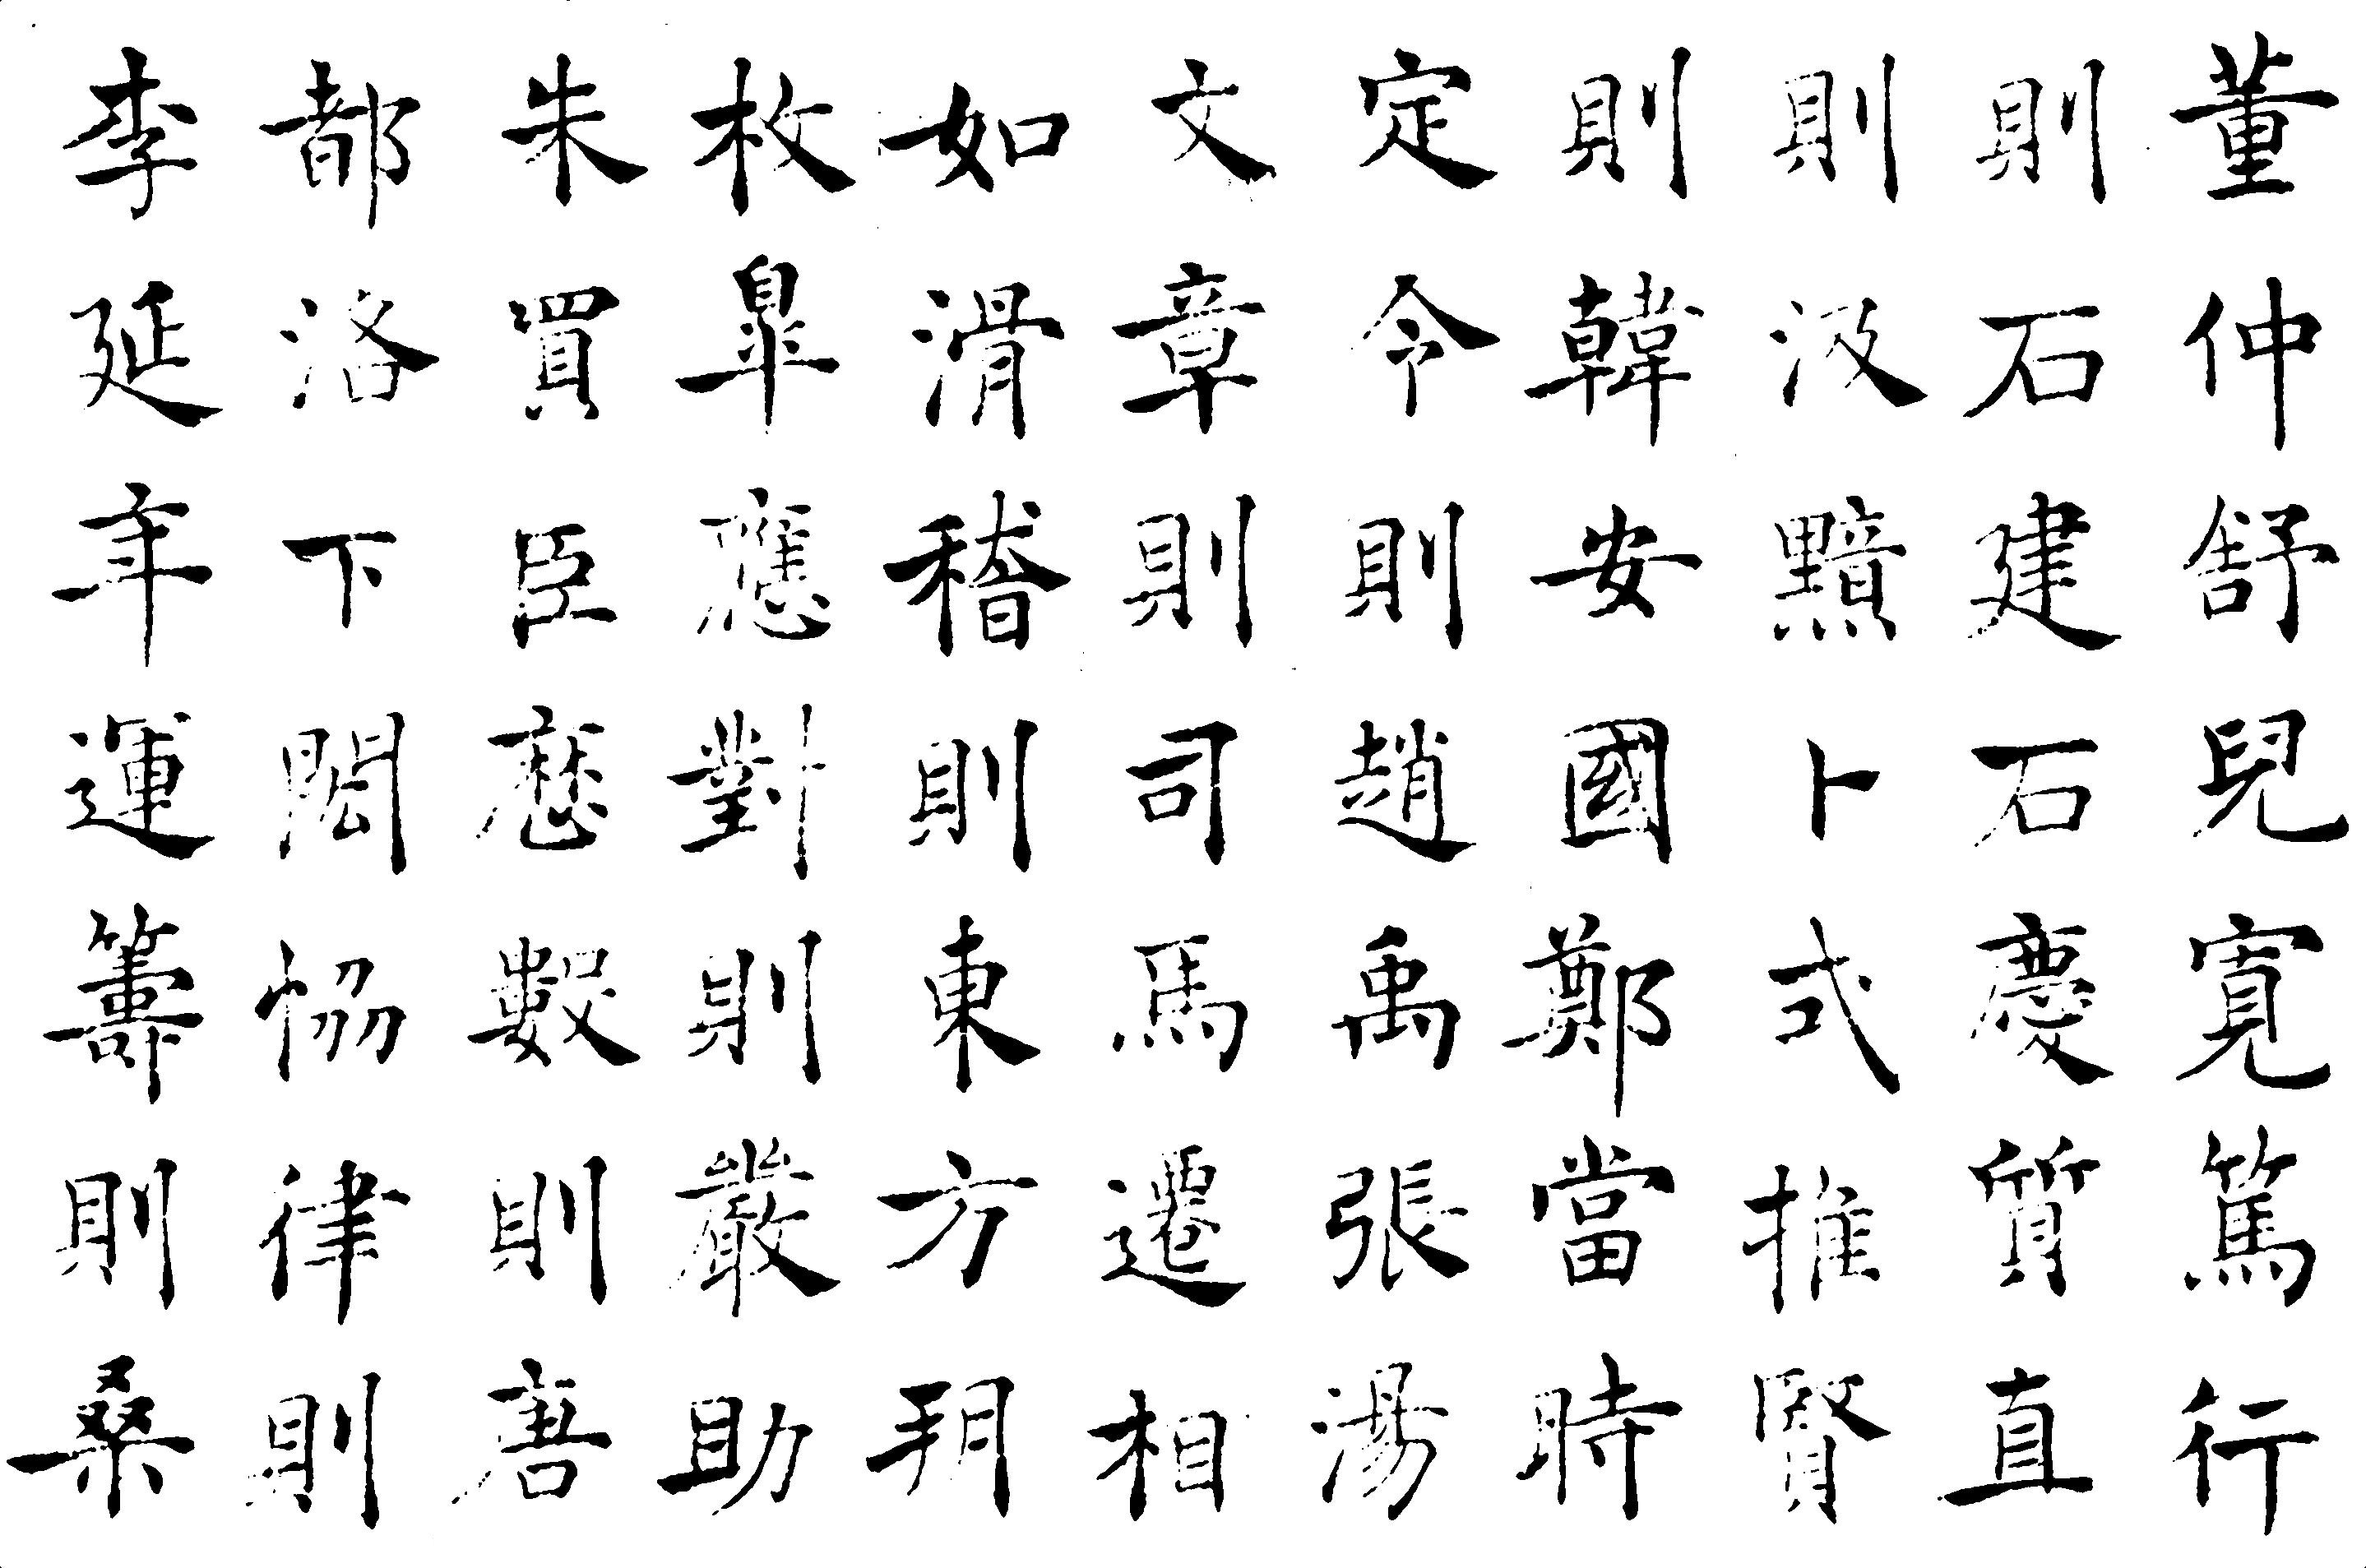 董仲舒兒寬篤行
則石建石慶質直
則汲黯卜式推賢
則韓安國鄭當時
定令則趙禹張湯
文章則司馬遷相
如滑稽則東方朔
枚皐應對則嚴助
朱買臣歷數則唐
都洛下閎恊律則
李延年運籌則桑